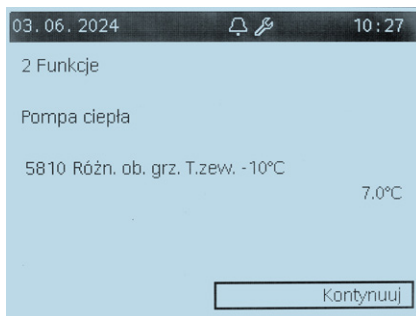 03.06.2024 10:27
2 Funkcje
Pompa ciepła
5810 Różn. ob. grz. T.zew. -10°C
7.0°C
Kontynuuj